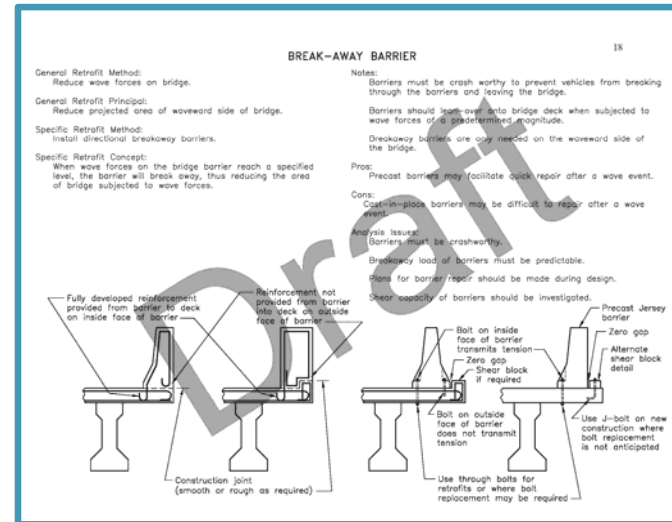 18
BREAK-AWAY BARRIER
General Retrofit Method:
Reduce wave forces on bridge.
General Retrofit Principal:
Reduce projected area of waveward side of bridge.
Specific Retrofit Method:
Install directional breakaway barriers.
Specific Retrofit Concept:
When wave forces on the bridge barrier reach a specified
level, the barrier will break away, thus reducing the area
of bridge subjected to wave forces.
Notes:
Barriers must be crash worthy to prevent vehicles from breaking
through the barriers and leaving the bridge.
Barriers should lean over onto bridge deck when subjected to
wave forces of a predetermined magnitude.
Breakaway barriers are only needed on the waveward side of
the bridge.
Pros:
Precast barriers may facilitate quick repair after a wave event.
Cons:
Cast-in-place barriers may be difficult to repair after a wave
event.
Analysis Issues:
Barriers must be crashworthy.
Breakaway load of barriers must be predictable.
Plans for barrier repair should be made during design.
Shear capacity of barriers should be investigated.
Draft
Fully developed reinforcement
provided from barrier to deck
on inside face of barrier
Reinforcement not
provided from barrier
into deck on outside
face of barrier
Construction joint
(smooth or rough as required)
Bolt on inside
face of barrier
transmits tension
Zero gap
Shear block
if required
Bolt on outside
face of barrier
does not transmit
tension
Use through bolts for
retrofits or where bolt
replacement may be required
Precast Jersey
barrier
Zero gap
Alternate
shear block
detail
Use J-bolt on new
construction where
bolt replacement
is not anticipated